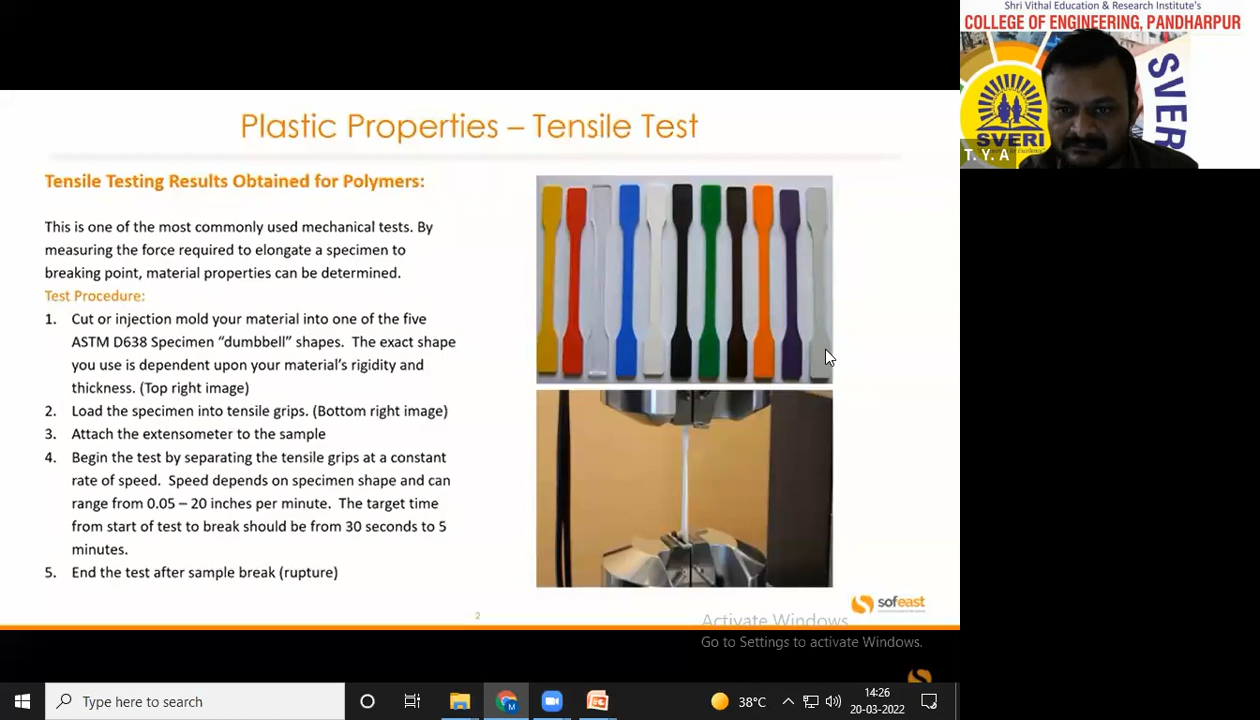 Shri Vithal Education & Research Institute's
COLLEGE OF ENGINEERING, PANDHARPUR
SVERI
SVERI
T. Y. A
Plastic Properties – Tensile Test
Tensile Testing Results Obtained for Polymers:
This is one of the most commonly used mechanical tests. By
measuring the force required to elongate a specimen to
breaking point, material properties can be determined.
Test Procedure:
1. Cut or injection mold your material into one of the five
ASTM D638 Specimen “dumbbell” shapes. The exact shape
you use is dependent upon your material’s rigidity and
thickness. (Top right image)
2. Load the specimen into tensile grips. (Bottom right image)
3. Attach the extensometer to the sample
4. Begin the test by separating the tensile grips at a constant
rate of speed. Speed depends on specimen shape and can
range from 0.05 – 20 inches per minute. The target time
from start of test to break should be from 30 seconds to 5
minutes.
5. End the test after sample break (rupture)
sofeast
2
Activate Windows
Go to Settings to activate Windows.
Type here to search
M
38°C
14:26
20-03-2022